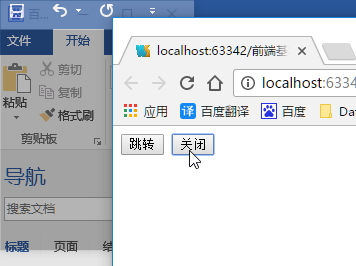 百
文件
开始
剪切
复制
粘贴
格式刷
剪贴板
导航
搜索文档
标题
页面
localhost:63342/前端基
localhost:6334
应用
译
百度翻译
百度
Da
跳转
关闭